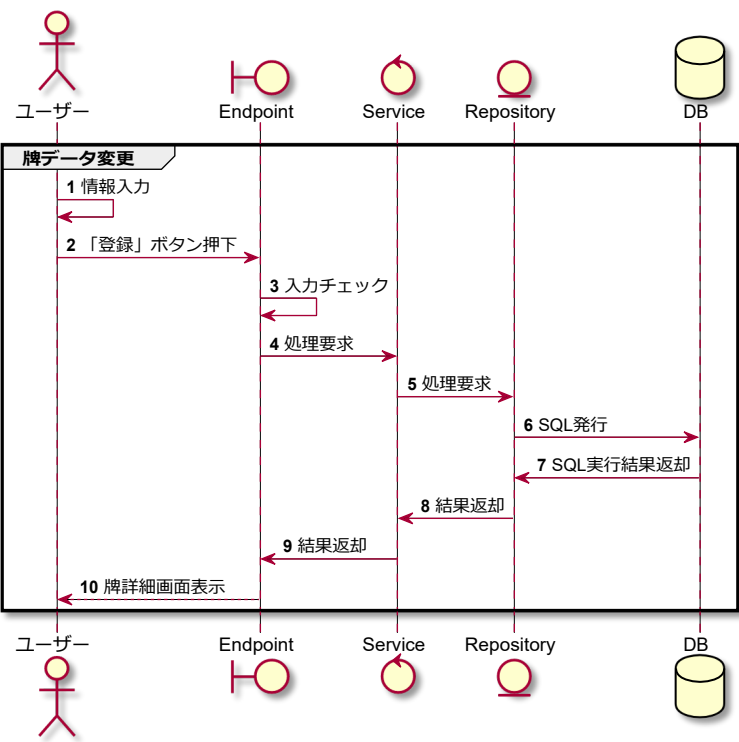 ユーザー Endpoint Service Repository DB
牌データ変更
1 情報入力
2 「登録」ボタン押下
3 入力チェック
4 処理要求
5 処理要求
6 SQL発行
7 SQL実行結果返却
8 結果返却
9 結果返却
10 牌詳細画面表示
ユーザー Endpoint Service Repository DB